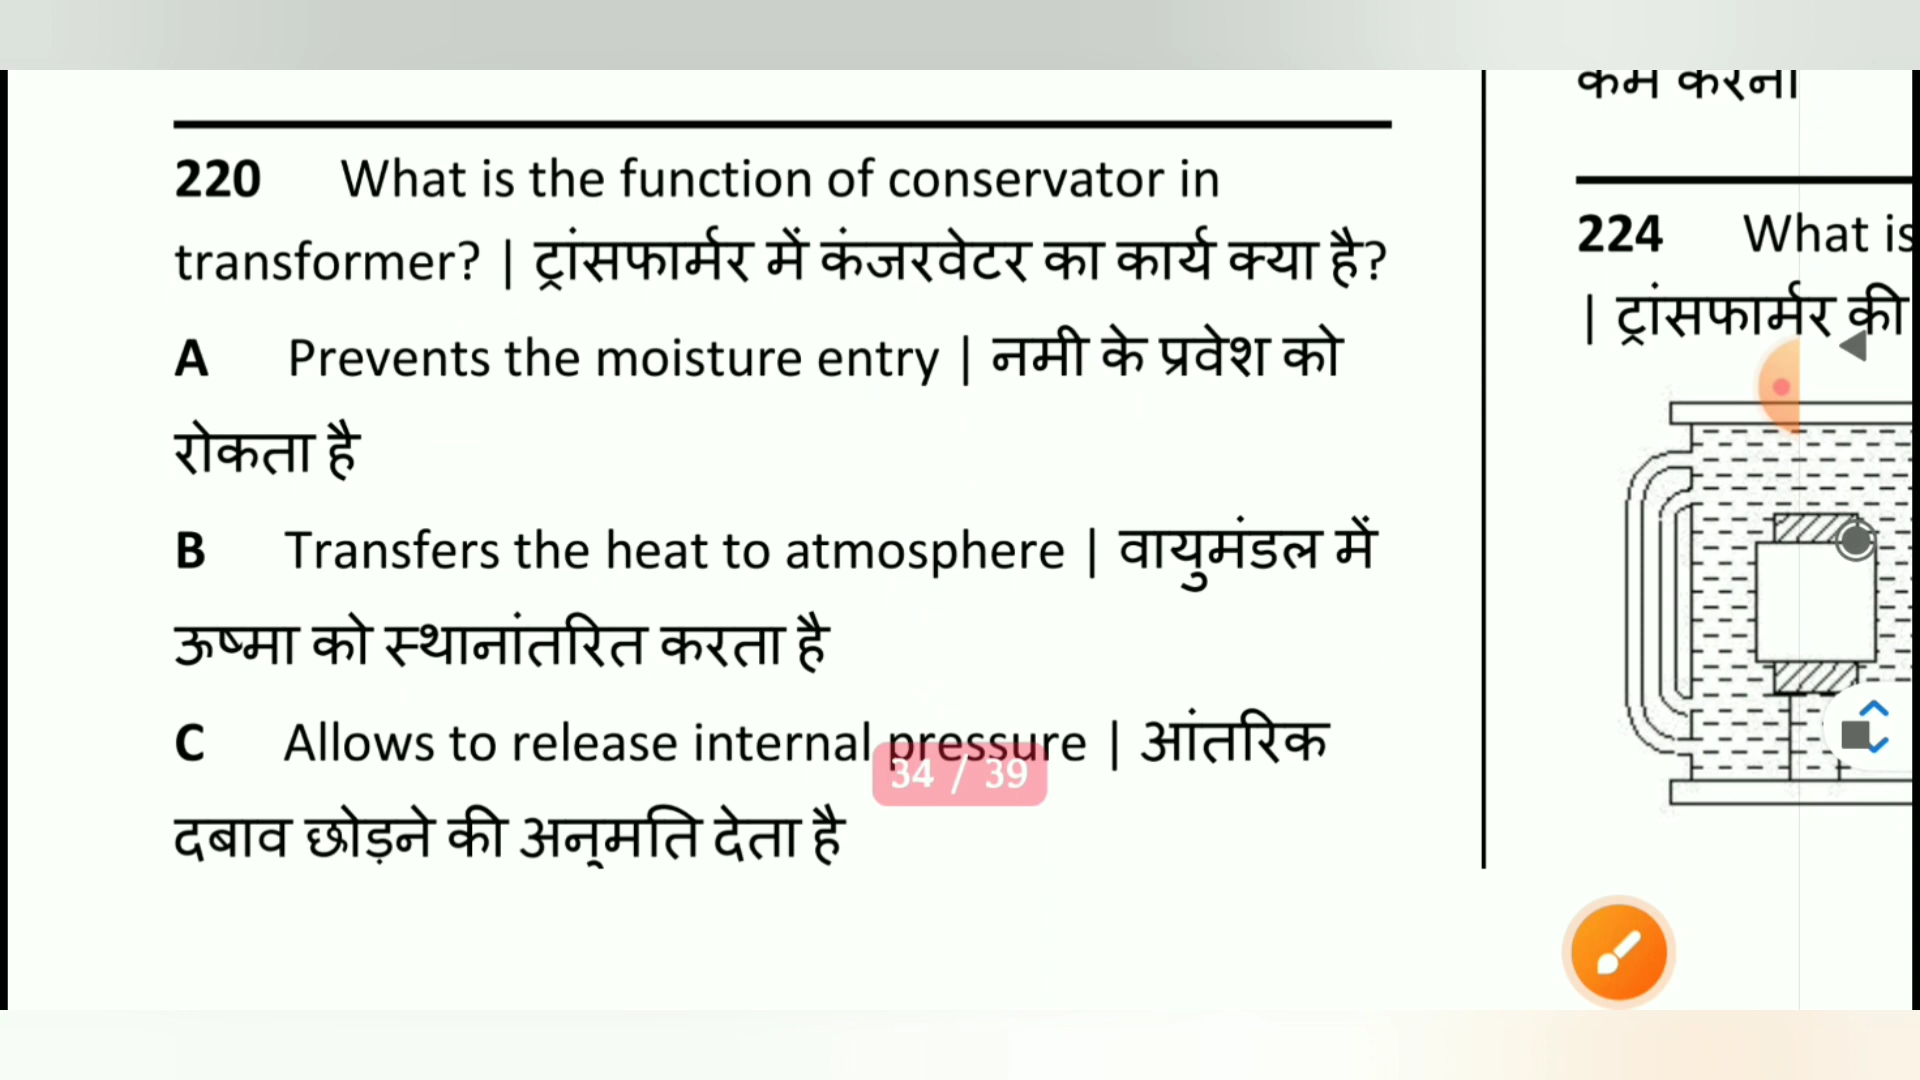 220 What is the function of conservator in
transformer? | ट्रांसफार्मर में कंजरवेटर का कार्य क्या है?
A Prevents the moisture entry | नमी के प्रवेश को
रोकता है
B Transfers the heat to atmosphere | वायुमंडल में
ऊष्मा को स्थानांतरित करता है
C Allows to release internal pressure | आंतरिक
दबाव छोड़ने की अनुमति देता है
34 / 39
कम करना
224 What is
| ट्रांसफार्मर की